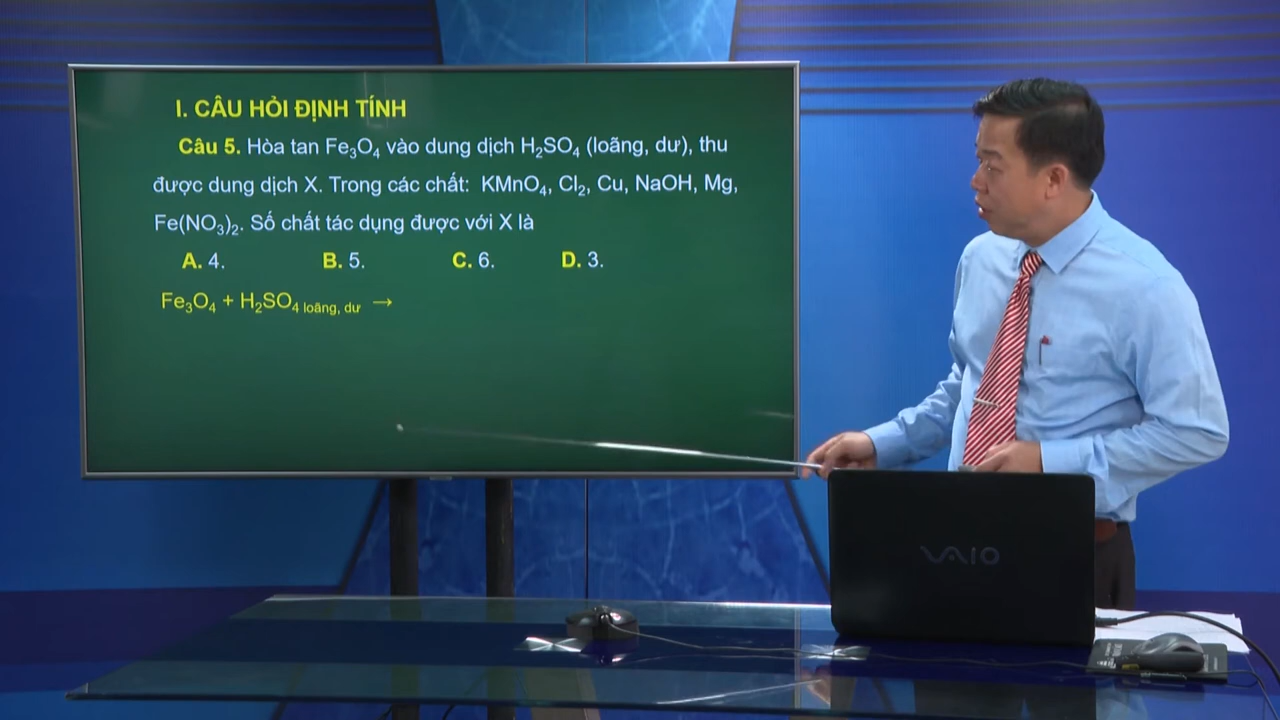 I. CÂU HỎI ĐỊNH TÍNH
Câu 5. Hòa tan Fe₃O₄ vào dung dịch H₂SO₄ (loãng, dư), thu
được dung dịch X. Trong các chất: KMnO₄, Cl₂, Cu, NaOH, Mg,
Fe(NO₃)₂. Số chất tác dụng được với X là
A. 4. B. 5. C. 6. D. 3.
Fe₃O₄ + H₂SO₄ loãng, dư →
VAIO